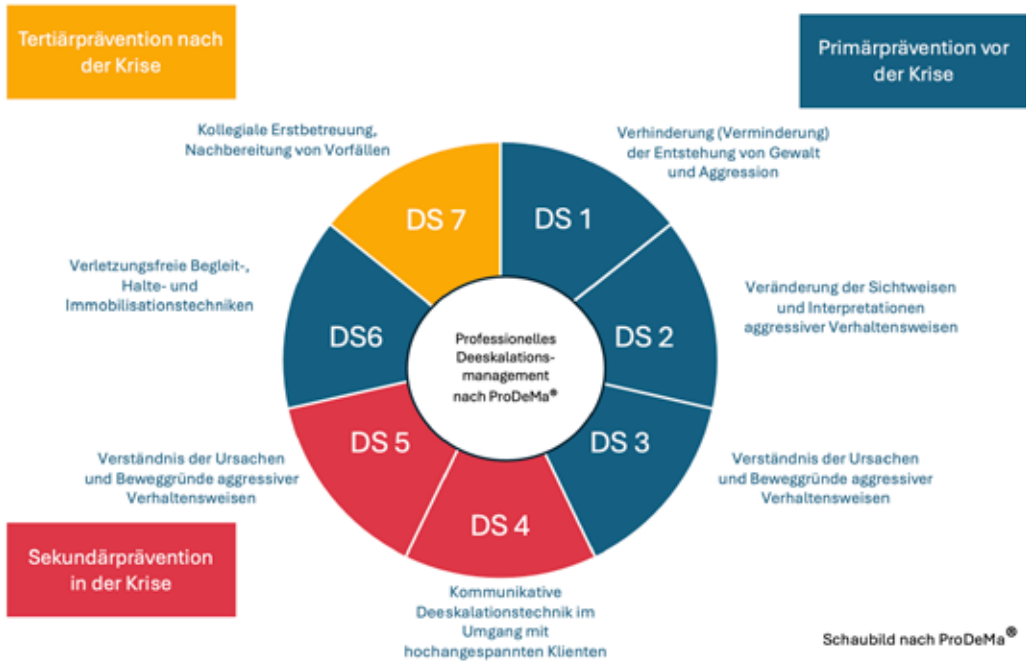 Tertiärprävention nach
der Krise
Primärprävention vor
der Krise
Kollegiale Erstbetreuung,
Nachbereitung von Vorfällen
Verhinderung (Verminderung)
der Entstehung von Gewalt
und Aggression
DS 7
DS 1
Verletzungsfreie Begleit-,
Halte- und
Immobilisationstechniken
Veränderung der Sichtweisen
und Interpretationen
aggressiver Verhaltensweisen
DS6
DS 2
Professionelles
Deeskalations-
management
nach ProDeMa®
DS 5
DS 3
Verständnis der Ursachen
und Beweggründe aggressiver
Verhaltensweisen
Verständnis der Ursachen
und Beweggründe aggressiver
Verhaltensweisen
DS 4
Sekundärprävention
in der Krise
Kommunikative
Deeskalationstechnik im
Umgang mit
hochangespannten Klienten
Schaubild nach ProDeMa®